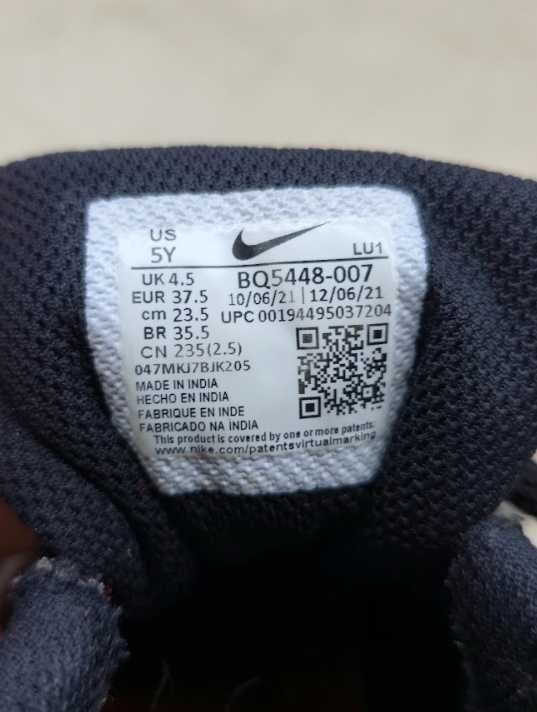 US
5Y
LU1
UK 4.5
EUR 37.5
cm 23.5
BR 35.5
CN 235(2.5)
BQ5448-007
10/06/21 | 12/06/21
UPC 00194495037204
047MKJ7BJK205
MADE IN INDIA
HECHO EN INDIA
FABRIQUE EN INDE
FABRICADO NA INDIA
This product is covered by one or more patents.
www.nike.com/patentsvirtualmarking